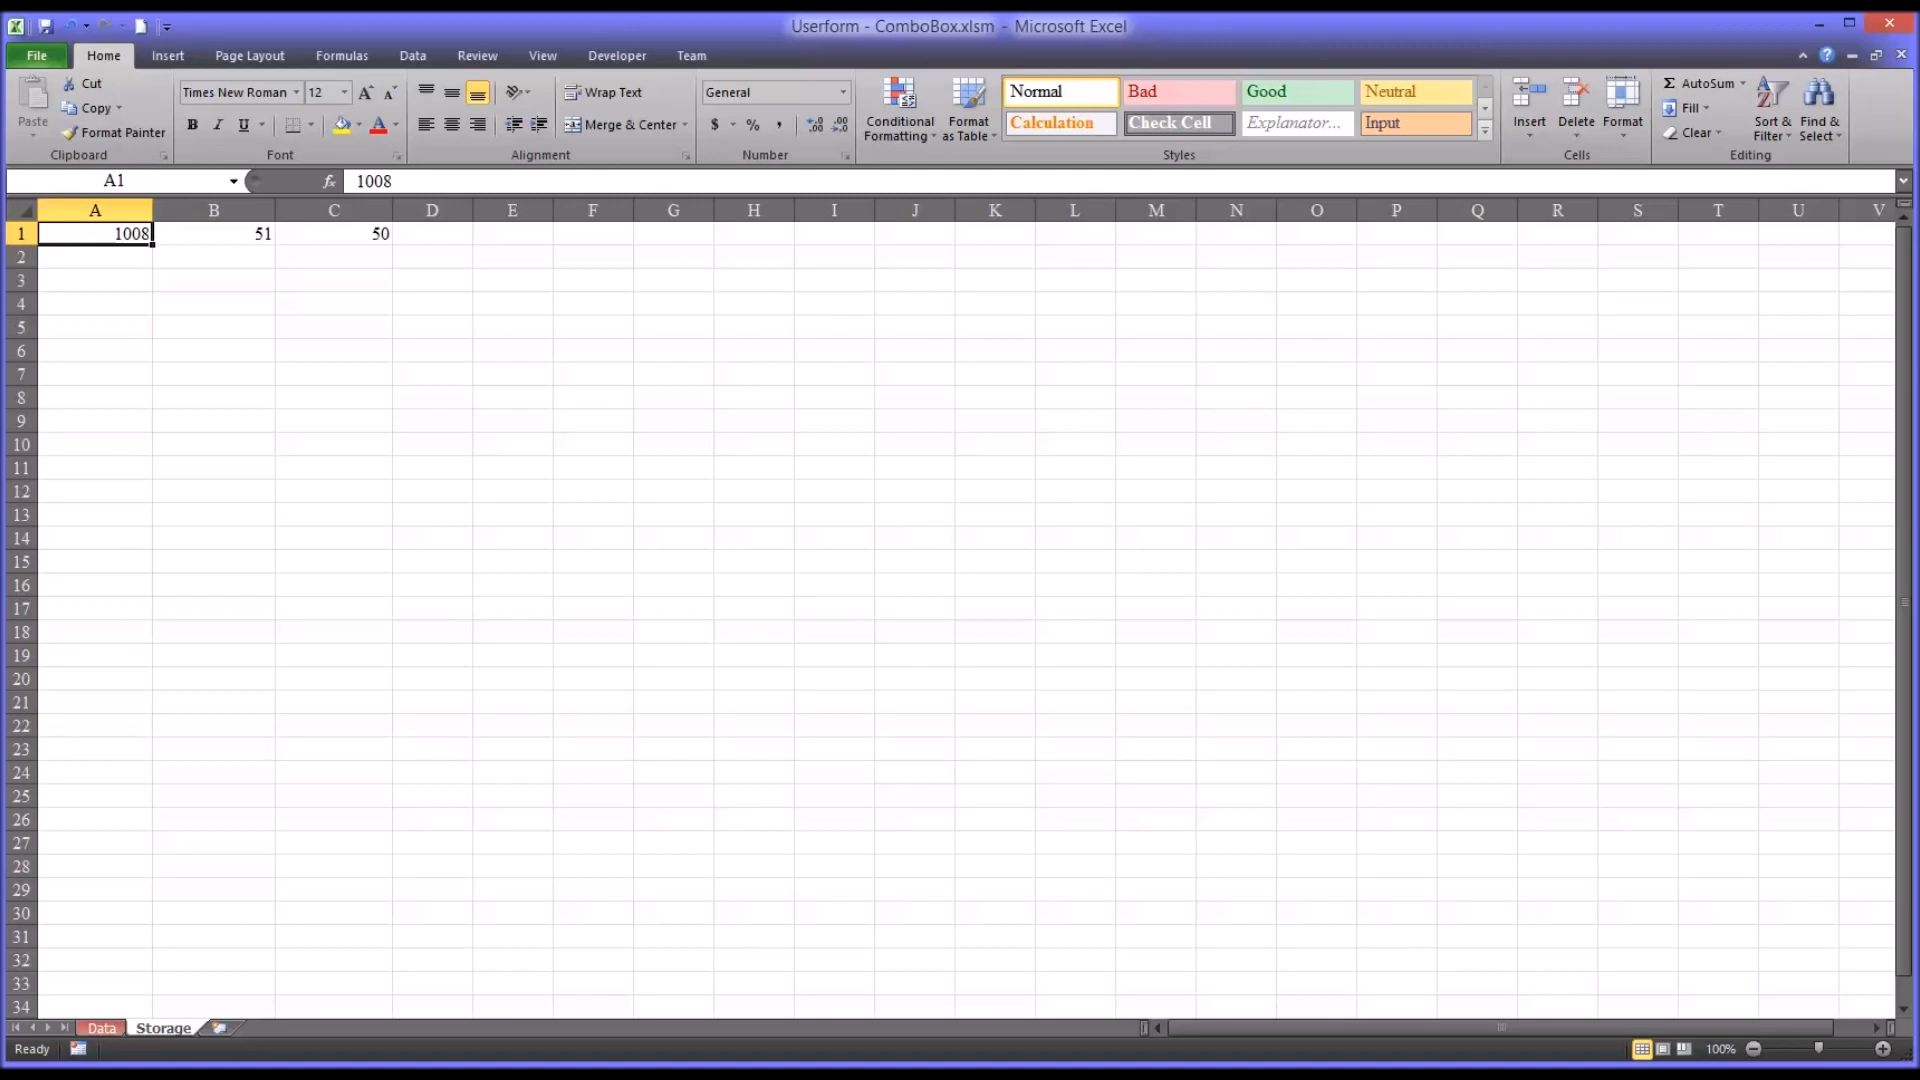 Userform - ComboBox.xlsm - Microsoft Excel
File Home Insert Page Layout Formulas Data Review View Developer Team
Paste
Cut
Copy
Format Painter
Clipboard
Times New Roman 12
B I U
Font
Wrap Text
Merge & Center
Alignment
General
$ % ,
Number
Conditional Formatting
Format as Table
Normal Bad Good Neutral
Calculation Check Cell Explanator... Input
Styles
Insert Delete Format
Cells
Σ AutoSum
Fill
Clear
Sort & Filter
Find & Select
Editing
A1 fx 1008
A B C D E F G H I J K L M N O P Q R S T U V
1 1008 51 50
2
3
4
5
6
7
8
9
10
11
12
13
14
15
16
17
18
19
20
21
22
23
24
25
26
27
28
29
30
31
32
33
34
Data Storage
Ready 100%